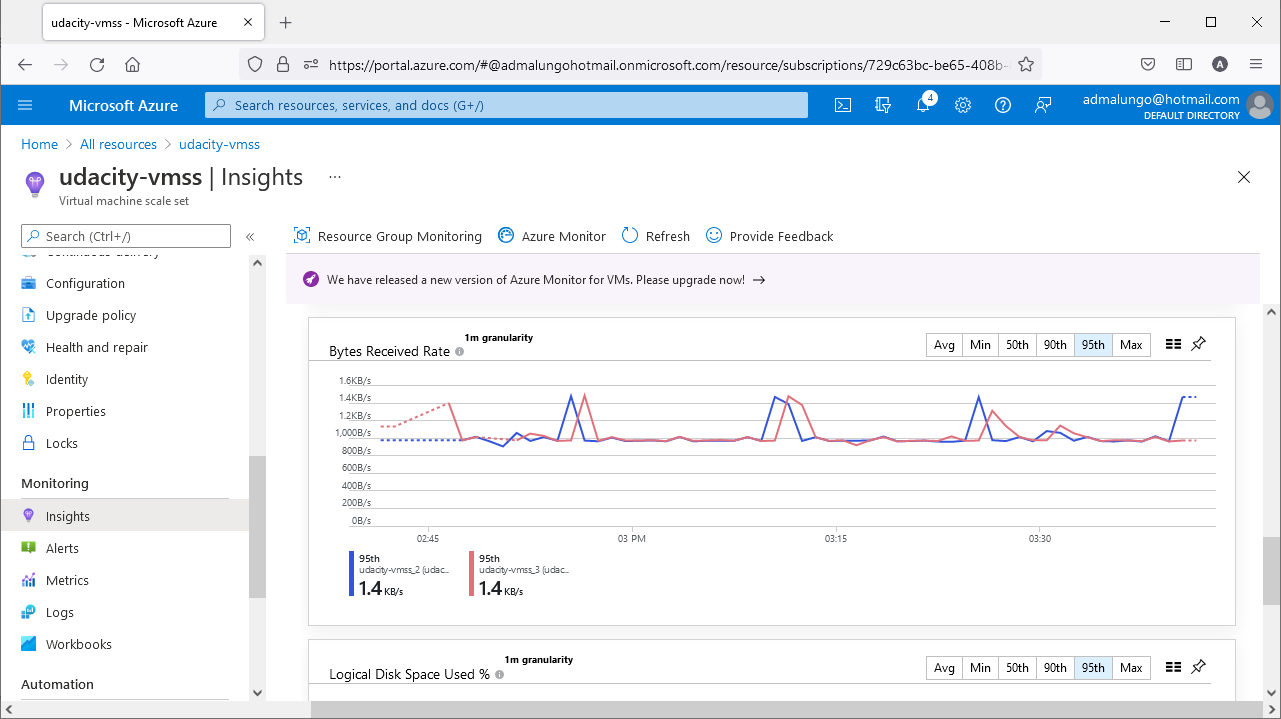 udacity-vmss - Microsoft Azure
https://portal.azure.com/#@admalungohotmail.onmicrosoft.com/resource/subscriptions/729c63bc-be65-408b-
A
Microsoft Azure
Search resources, services, and docs (G+/)
4
admalungo@hotmail.com
DEFAULT DIRECTORY
Home > All resources > udacity-vmss
udacity-vmss | Insights ...
Virtual machine scale set
Search (Ctrl+/)
«
Resource Group Monitoring
Azure Monitor
Refresh
Provide Feedback
We have released a new version of Azure Monitor for VMs. Please upgrade now! →
Continuous delivery
Configuration
Upgrade policy
Health and repair
Identity
Properties
Locks
Monitoring
Insights
Alerts
Metrics
Logs
Workbooks
Automation
Bytes Received Rate
1m granularity
Avg Min 50th 90th 95th Max
1.6KB/s
1.4KB/s
1.2KB/s
1,000B/s
800B/s
600B/s
400B/s
200B/s
0B/s
02:45 03 PM 03:15 03:30
95th
udacity-vmss_2 (udac...
1.4 KB/s
95th
udacity-vmss_3 (udac...
1.4 KB/s
Logical Disk Space Used %
1m granularity
Avg Min 50th 90th 95th Max